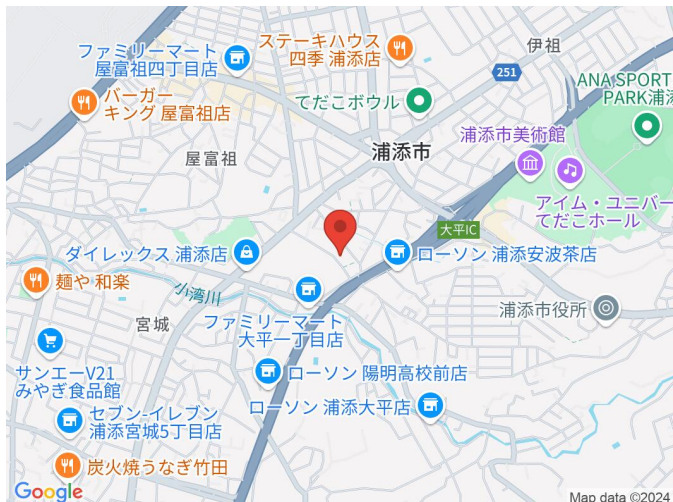 ファミリーマート
屋富祖四丁目店
ステーキハウス
四季 浦添店
伊祖
251
ANA SPORT
PARK浦添
バーガー
キング 屋富祖店
てだこボウル
浦添市
浦添市美術館
屋富祖
アイム・ユニバー
てだこホール
大平IC
ダイレックス 浦添店
ローソン 浦添安波茶店
麺や 和楽
小湾川
宮城
ファミリーマート
大平一丁目店
浦添市役所
サンエーV21
みやぎ食品館
ローソン 陽明高校前店
ローソン 浦添大平店
セブン-イレブン
浦添宮城5丁目店
炭火焼うなぎ竹田
Google
Map data ©2024